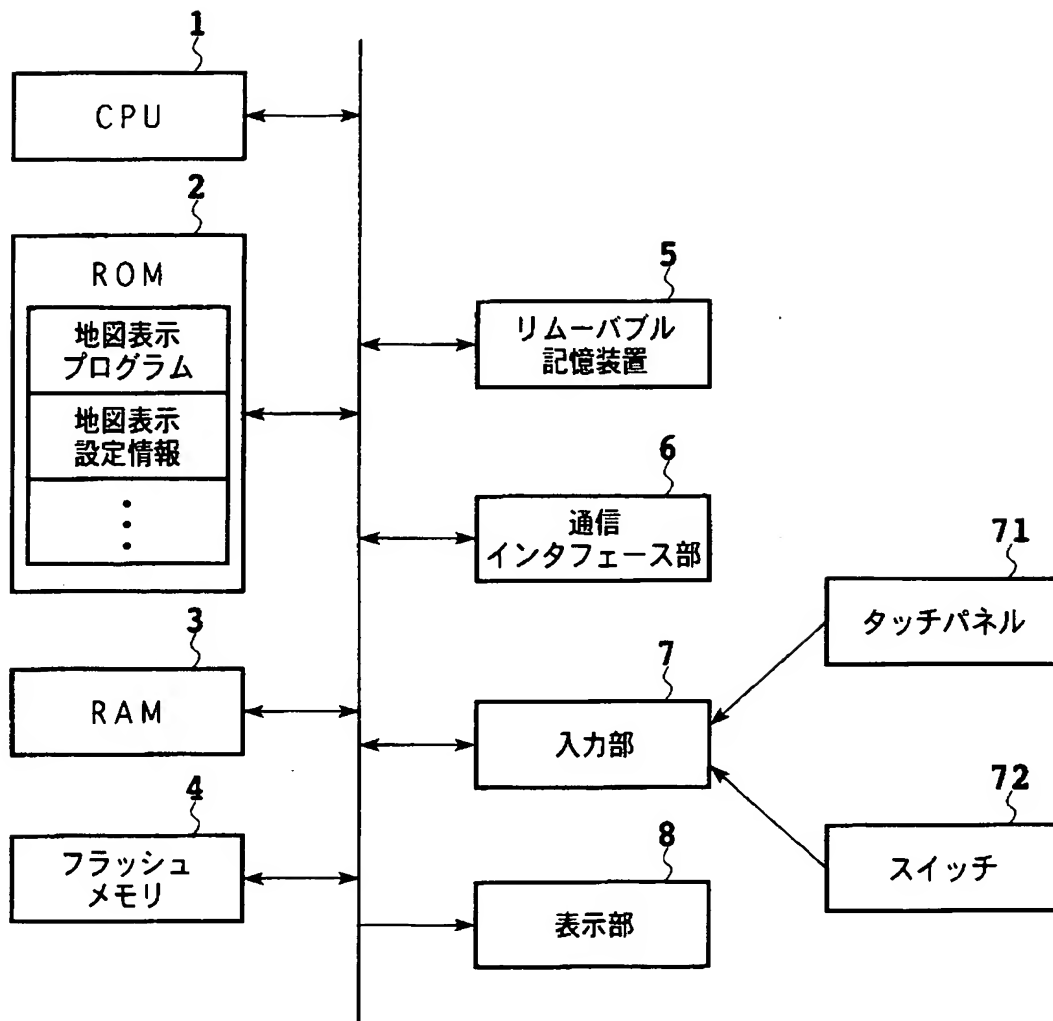 1
CPU
2
ROM
地図表示
プログラム
地図表示
設定情報
3
RAM
4
フラッシュ
メモリ
5
リムーバブル
記憶装置
6
通信
インタフェース部
7
入力部
8
表示部
71
タッチパネル
72
スイッチ